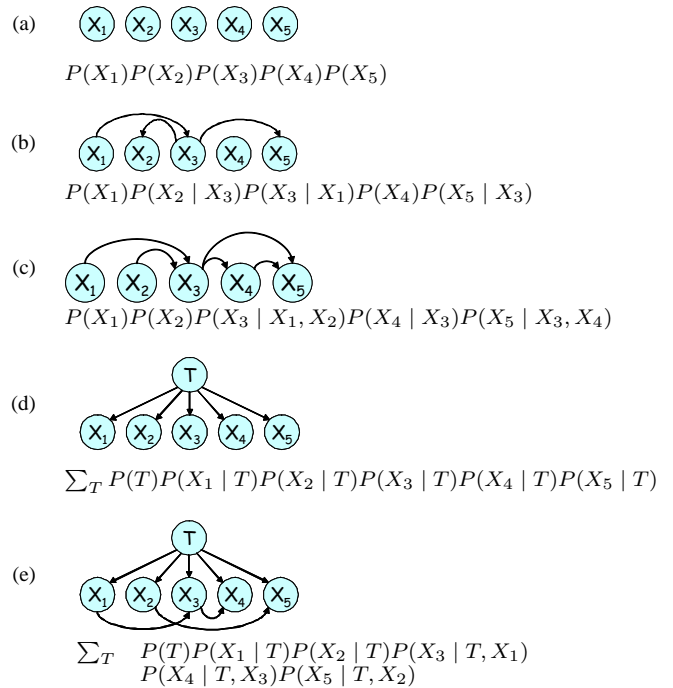 (a) X1 X2 X3 X4 X5
P(X1)P(X2)P(X3)P(X4)P(X5)
(b) X1 X2 X3 X4 X5
P(X1)P(X2 | X3)P(X3 | X1)P(X4)P(X5 | X3)
(c) X1 X2 X3 X4 X5
P(X1)P(X2)P(X3 | X1, X2)P(X4 | X3)P(X5 | X3, X4)
T
(d) X1 X2 X3 X4 X5
∑T P(T)P(X1 | T)P(X2 | T)P(X3 | T)P(X4 | T)P(X5 | T)
T
(e) X1 X2 X3 X4 X5
∑T P(T)P(X1 | T)P(X2 | T)P(X3 | T, X1)
P(X4 | T, X3)P(X5 | T, X2)